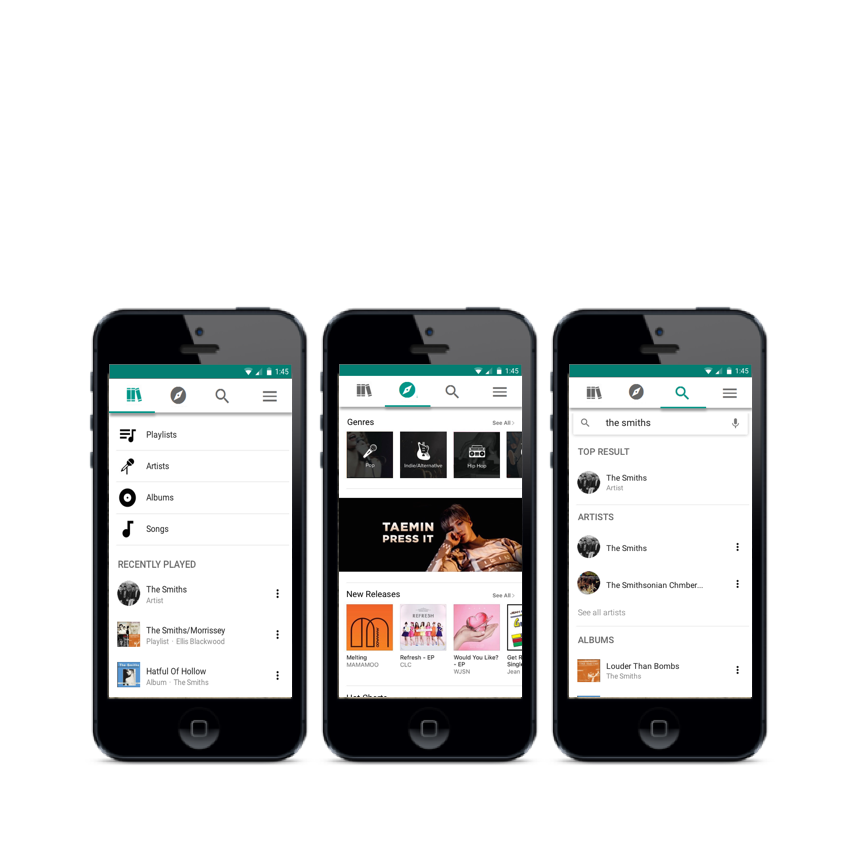 1:45
Playlists
Artists
Albums
Songs
RECENTLY PLAYED
The Smiths
Artist
The Smiths/Morrissey
Playlist · Ellis Blackwood
Hatful Of Hollow
Album · The Smiths
1:45
Genres
See All >
Pop
Indie/Alternative
Hip Hop
TAEMIN
PRESS IT
New Releases
See All >
REFRESH
Melting
MAMAMOO
Refresh - EP
CLC
Would You Like?
- EP
WJSN
Get R
Single
Jean
Hot Charts
1:45
the smiths
TOP RESULT
The Smiths
Artist
ARTISTS
The Smiths
The Smithsonian Chmber...
See all artists
ALBUMS
Louder Than Bombs
The Smiths